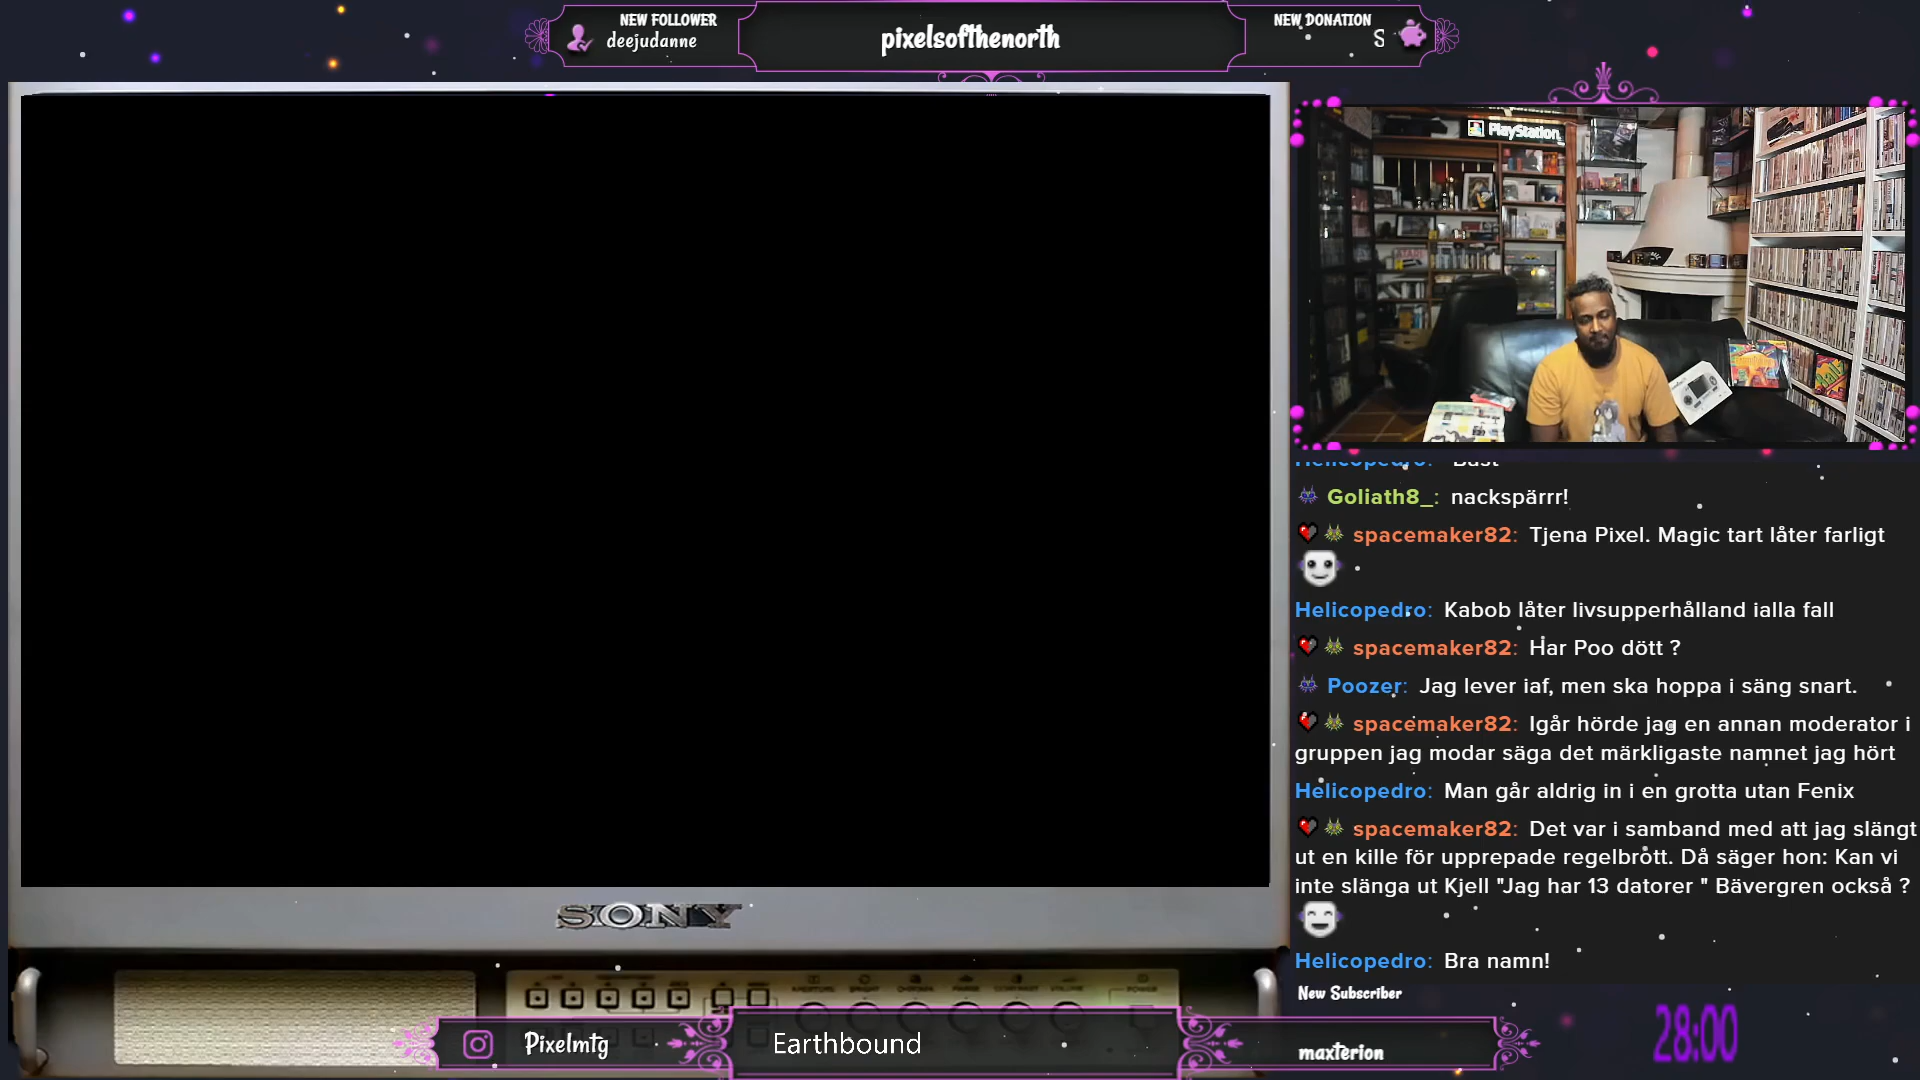 NEW FOLLOWER
deejudanne
pixelsofthenorth
NEW DONATION
S
PlayStation
Helicopedro: Bäst
Goliath8_: nackspärrr!
spacemaker82: Tjena Pixel. Magic tart låter farligt
Helicopedro: Kabob låter livsupperhålland ialla fall
spacemaker82: Har Poo dött ?
Poozer: Jag lever iaf, men ska hoppa i säng snart.
spacemaker82: Igår hörde jag en annan moderator i
gruppen jag modar säga det märkligaste namnet jag hört
Helicopedro: Man går aldrig in i en grotta utan Fenix
spacemaker82: Det var i samband med att jag slängt
ut en kille för upprepade regelbrott. Då säger hon: Kan vi
inte slänga ut Kjell "Jag har 13 datorer " Bävergren också ?
Helicopedro: Bra namn!
SONY
New Subscriber
maxterion
28:00
Pixelmtg
Earthbound